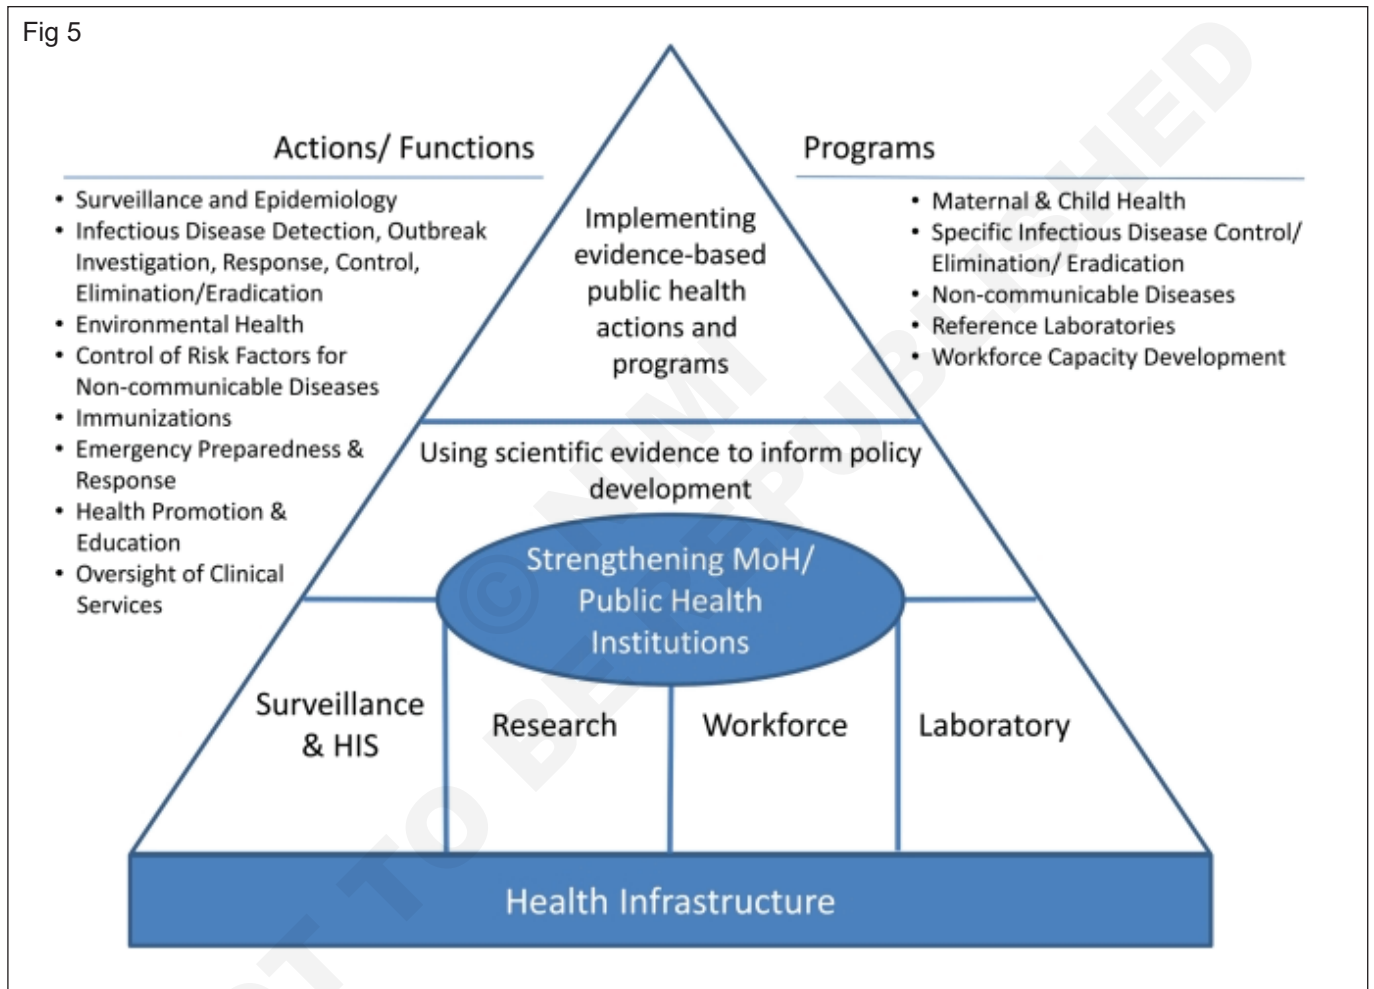 Fig 5
Actions/ Functions
• Surveillance and Epidemiology
• Infectious Disease Detection, Outbreak
Investigation, Response, Control,
Elimination/Eradication
• Environmental Health
• Control of Risk Factors for
Non-communicable Diseases
• Immunizations
• Emergency Preparedness &
Response
• Health Promotion &
Education
• Oversight of Clinical
Services
Programs
• Maternal & Child Health
• Specific Infectious Disease Control/
Elimination/ Eradication
• Non-communicable Diseases
• Reference Laboratories
• Workforce Capacity Development
Implementing
evidence-based
public health
actions and
programs
Using scientific evidence to inform policy
development
Strengthening MoH/
Public Health
Institutions
Surveillance
& HIS
Research
Workforce
Laboratory
Health Infrastructure
© NIMI
TO BE REPUBLISHED